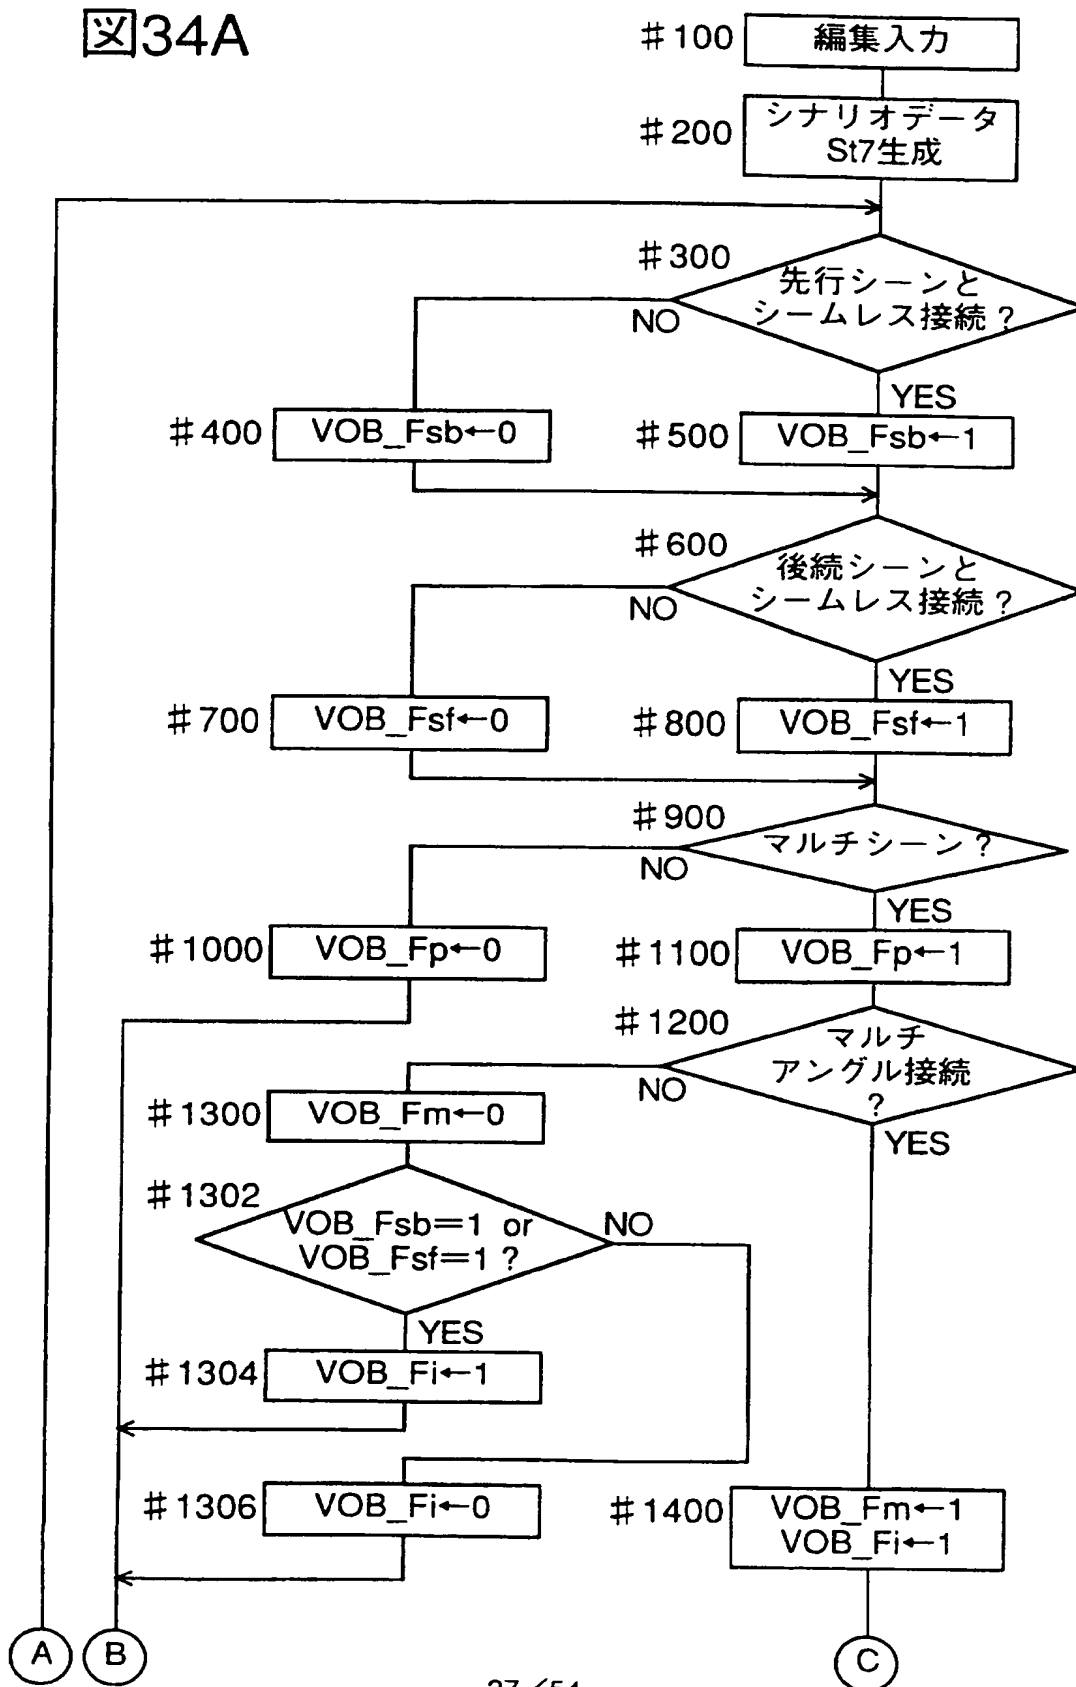 図34A
#100 編集入力
#200 シナリオデータ
St7生成
#300 先行シーンと
シームレス接続?
NO
YES
#400 VOB_Fsb←0
#500 VOB_Fsb←1
#600 後続シーンと
シームレス接続?
NO
YES
#700 VOB_Fsf←0
#800 VOB_Fsf←1
#900 マルチシーン?
NO
YES
#1000 VOB_Fp←0
#1100 VOB_Fp←1
#1200 マルチ
アングル接続
?
NO
YES
#1300 VOB_Fm←0
#1302 VOB_Fsb=1 or
VOB_Fsf=1?
NO
YES
#1304 VOB_Fi←1
#1306 VOB_Fi←0
#1400 VOB_Fm←1
VOB_Fi←1
A
B
C